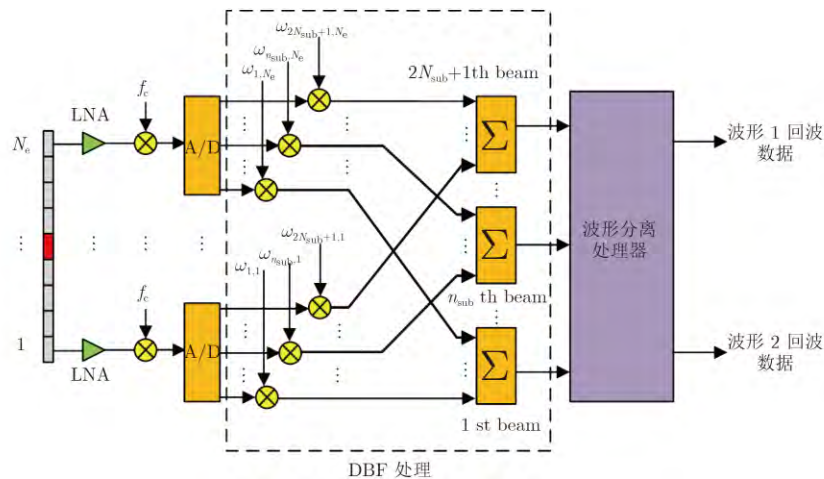 ω_{2N_sub+1,N_e}
ω_{n_sub,N_e}
ω_{1,N_e}
2N_sub+1th beam
f_c
LNA
N_e
A/D
Σ
波形 1 回波
数据
Σ
波形分离
处理器
ω_{2N_sub+1,1}
ω_{n_sub,1}
ω_{1,1}
n_sub th beam
f_c
1
LNA
A/D
Σ
波形 2 回波
数据
1 st beam
DBF 处理